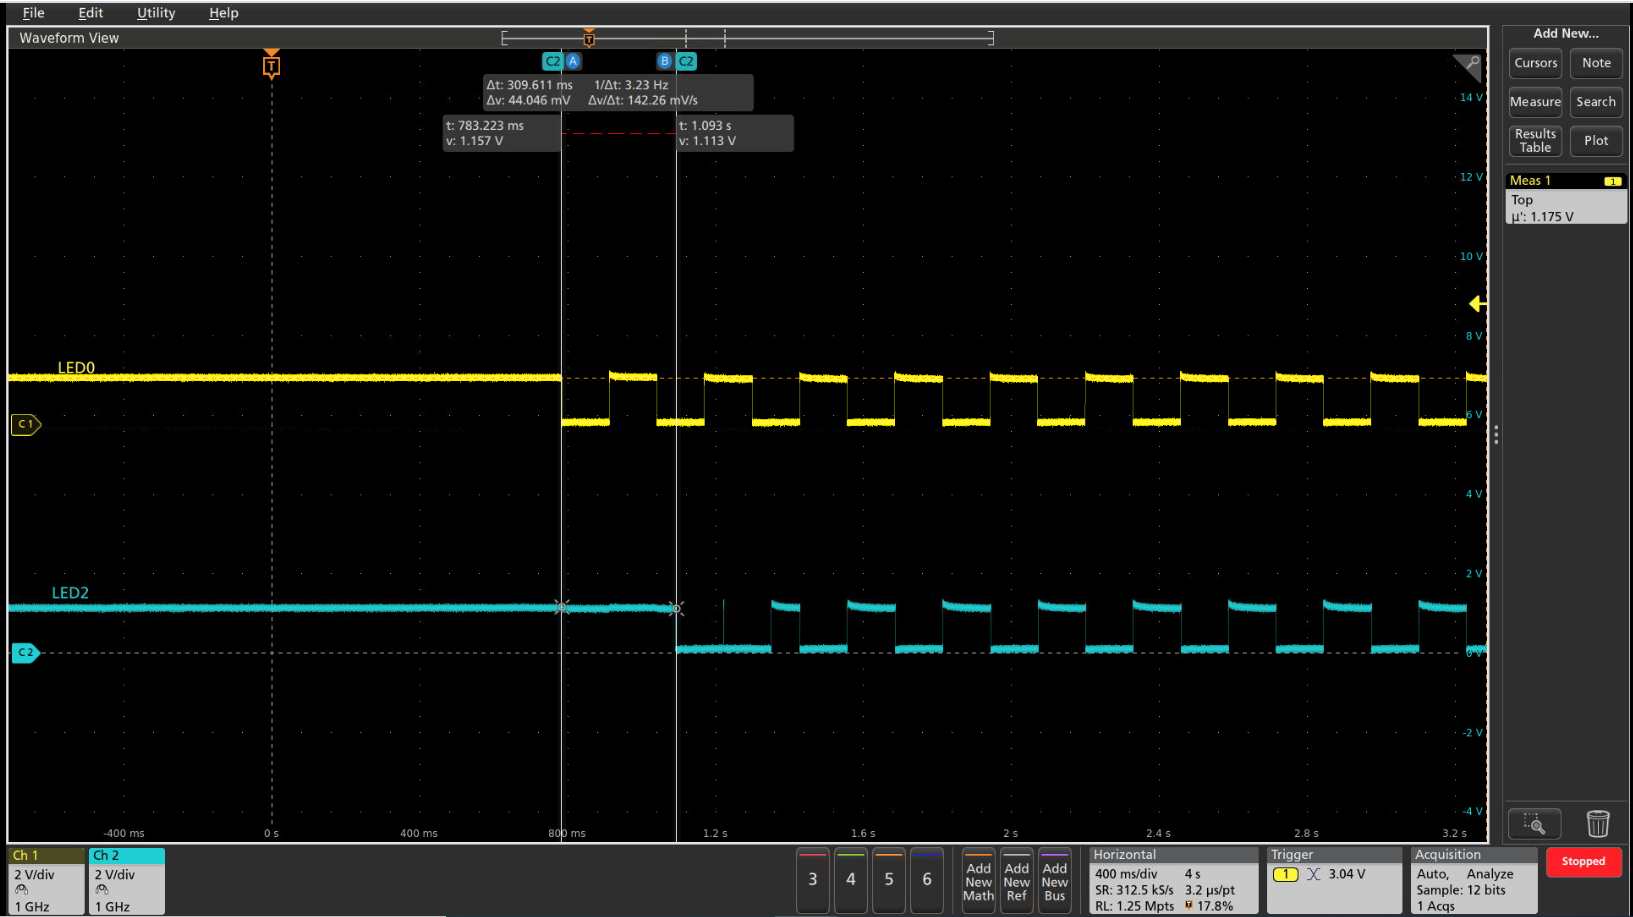 File Edit Utility Help
Waveform View
Add New...
Cursors Note
Measure Search
Results Table Plot
Meas 1 1
Top
µ': 1.175 V
T
T
C2 A B C2
Δt: 309.611 ms 1/Δt: 3.23 Hz
Δv: 44.046 mV Δv/Δt: 142.26 mV/s
t: 783.223 ms
v: 1.157 V
t: 1.093 s
v: 1.113 V
14 V
12 V
10 V
8 V
LED0
C 1
6 V
4 V
2 V
LED2
C 2
0 V
-2 V
-4 V
-400 ms 0 s 400 ms 800 ms 1.2 s 1.6 s 2 s 2.4 s 2.8 s 3.2 s
Ch 1
2 V/div
1 GHz
Ch 2
2 V/div
1 GHz
3 4 5 6
Add New Math
Add New Ref
Add New Bus
Horizontal
400 ms/div 4 s
SR: 312.5 kS/s 3.2 µs/pt
RL: 1.25 Mpts T 17.8%
Trigger
1 3.04 V
Acquisition
Auto, Analyze
Sample: 12 bits
1 Acqs
Stopped